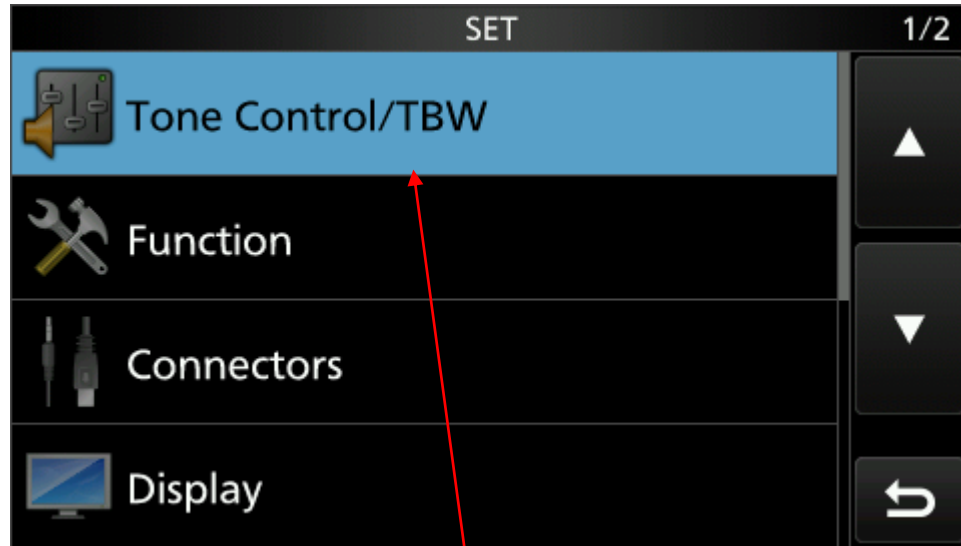 SET
1/2
Tone Control/TBW
Function
Connectors
Display